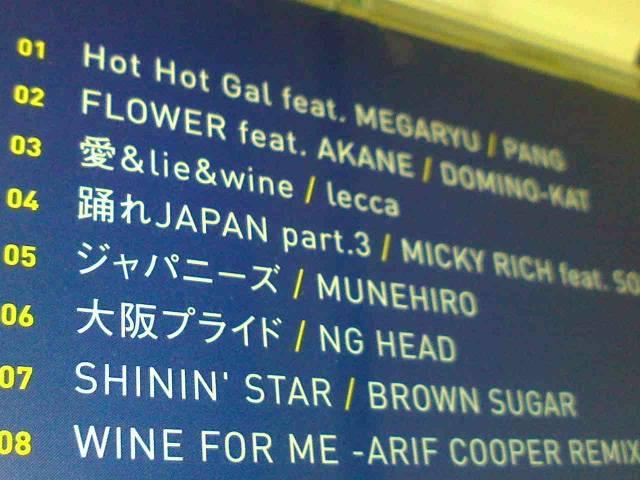 01 Hot Hot Gal feat. MEGARYU / PANG
02 FLOWER feat. AKANE / DOMINO-KAT
03 愛&lie&wine / lecca
04 踊れJAPAN part.3 / MICKY RICH feat. SO
05 ジャパニーズ / MUNEHIRO
06 大阪プライド / NG HEAD
07 SHININ' STAR / BROWN SUGAR
08 WINE FOR ME -ARIF COOPER REMIX